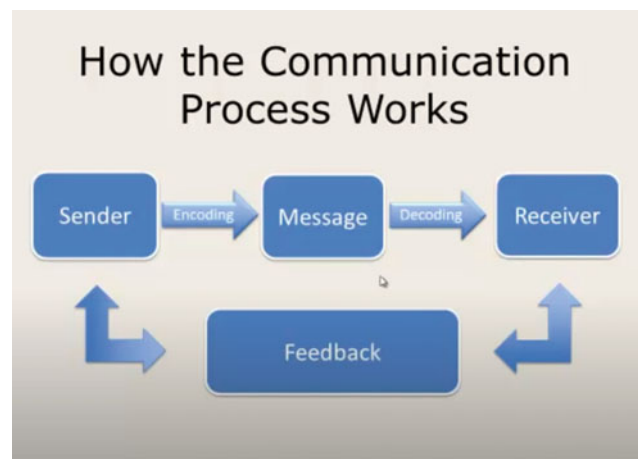 How the Communication
Process Works
Sender
Encoding
Message
Decoding
Receiver
Feedback